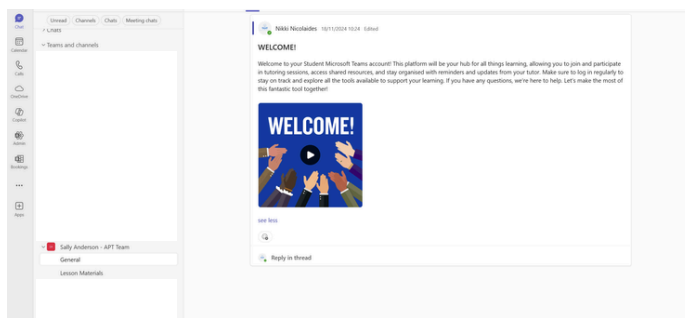 Chat
Calendar
Calls
OneDrive
Copilot
Admin
Bookings
Apps
Unread
Channels
Chats
Meeting chats
Chats
Teams and channels
Sally Anderson - APT Team
General
Lesson Materials
Nikki Nicolaides 18/11/2024 10:24 Edited
WELCOME!
Welcome to your Student Microsoft Teams account! This platform will be your hub for all things learning, allowing you to join and participate
in tutoring sessions, access shared resources, and stay organised with reminders and updates from your tutor. Make sure to log in regularly to
stay on track and explore all the tools available to support your learning. If you have any questions, we're here to help. Let's make the most of
this fantastic tool together!
WELCOME!
see less
Reply in thread